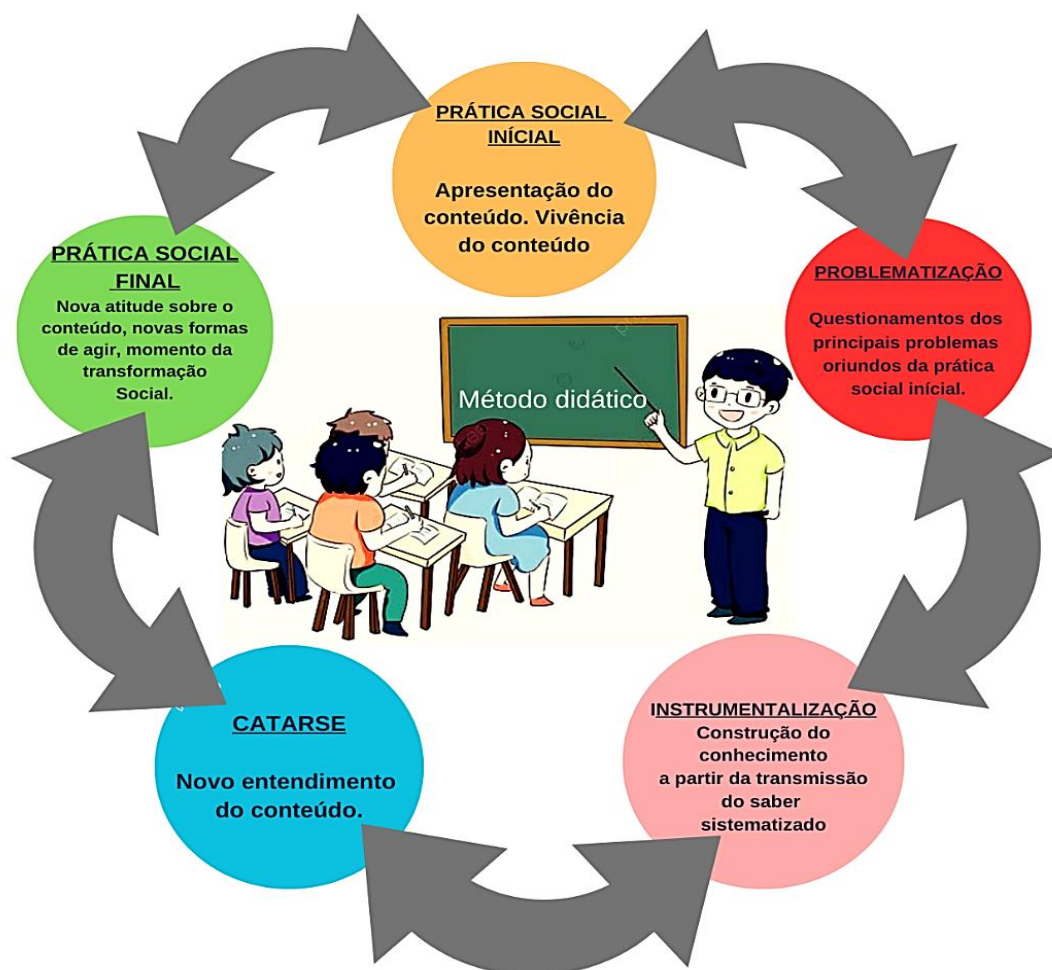 PRÁTICA SOCIAL
INÍCIAL
Apresentação do
conteúdo. Vivência
do conteúdo
PROBLEMATIZAÇÃO
Questionamentos dos
principais problemas
oriundos da prática
social inícial.
INSTRUMENTALIZAÇÃO
Construção do
conhecimento
a partir da transmissão
do saber
sistematizado
CATARSE
Novo entendimento
do conteúdo.
PRÁTICA SOCIAL
FINAL
Nova atitude sobre o
conteúdo, novas formas
de agir, momento da
transformação
Social.
Método didático